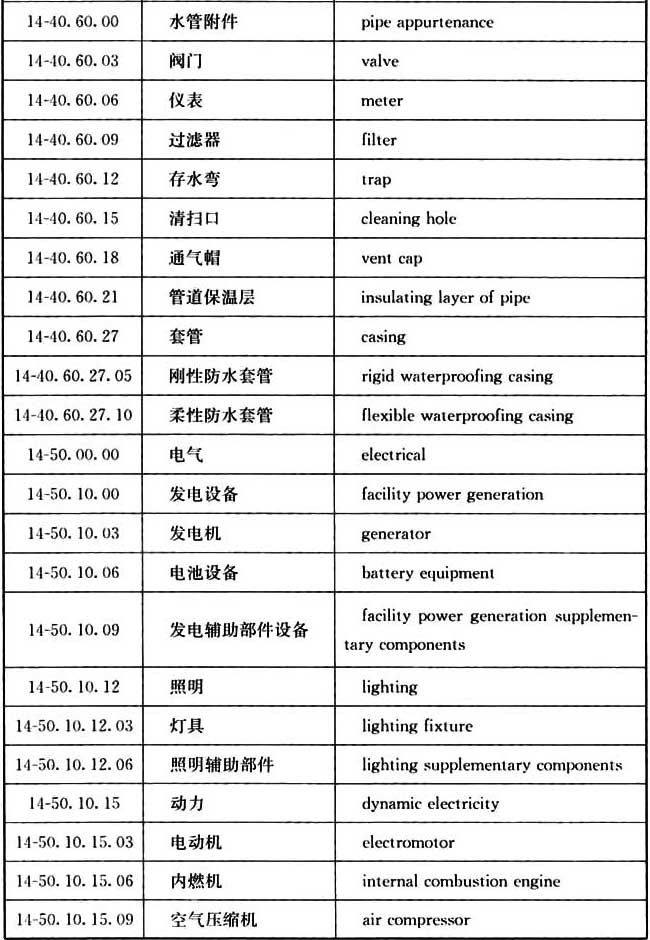 14-40.60.00 水管附件 pipe appurtenance
14-40.60.03 阀门 valve
14-40.60.06 仪表 meter
14-40.60.09 过滤器 filter
14-40.60.12 存水弯 trap
14-40.60.15 清扫口 cleaning hole
14-40.60.18 通气帽 vent cap
14-40.60.21 管道保温层 insulating layer of pipe
14-40.60.27 套管 casing
14-40.60.27.05 刚性防水套管 rigid waterproofing casing
14-40.60.27.10 柔性防水套管 flexible waterproofing casing
14-50.00.00 电气 electrical
14-50.10.00 发电设备 facility power generation
14-50.10.03 发电机 generator
14-50.10.06 电池设备 battery equipment
14-50.10.09 发电辅助部件设备 facility power generation supplemen-
tary components
14-50.10.12 照明 lighting
14-50.10.12.03 灯具 lighting fixture
14-50.10.12.06 照明辅助部件 lighting supplementary components
14-50.10.15 动力 dynamic electricity
14-50.10.15.03 电动机 electromotor
14-50.10.15.06 内燃机 internal combustion engine
14-50.10.15.09 空气压缩机 air compressor